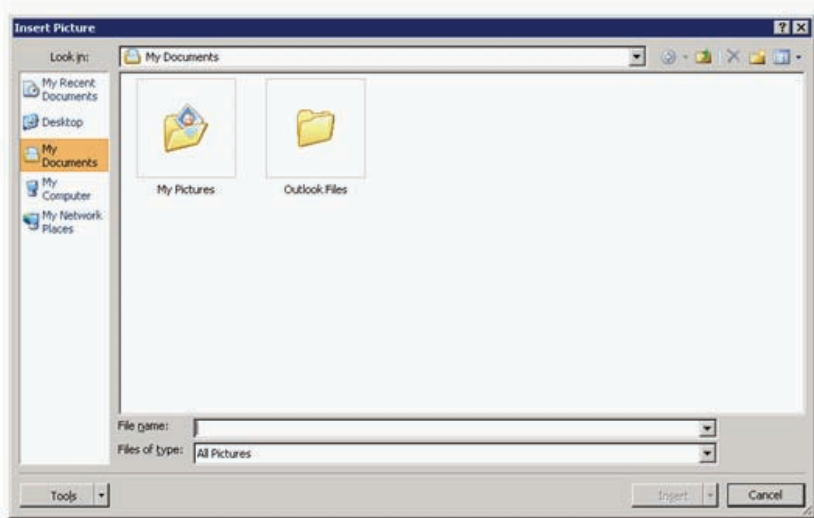 Insert Picture
Look in:
My Documents
My Recent
Documents
Desktop
My
Documents
My
Computer
My Network
Places
My Pictures
Outlook Files
File name:
Files of type:
All Pictures
Tools
Insert
Cancel